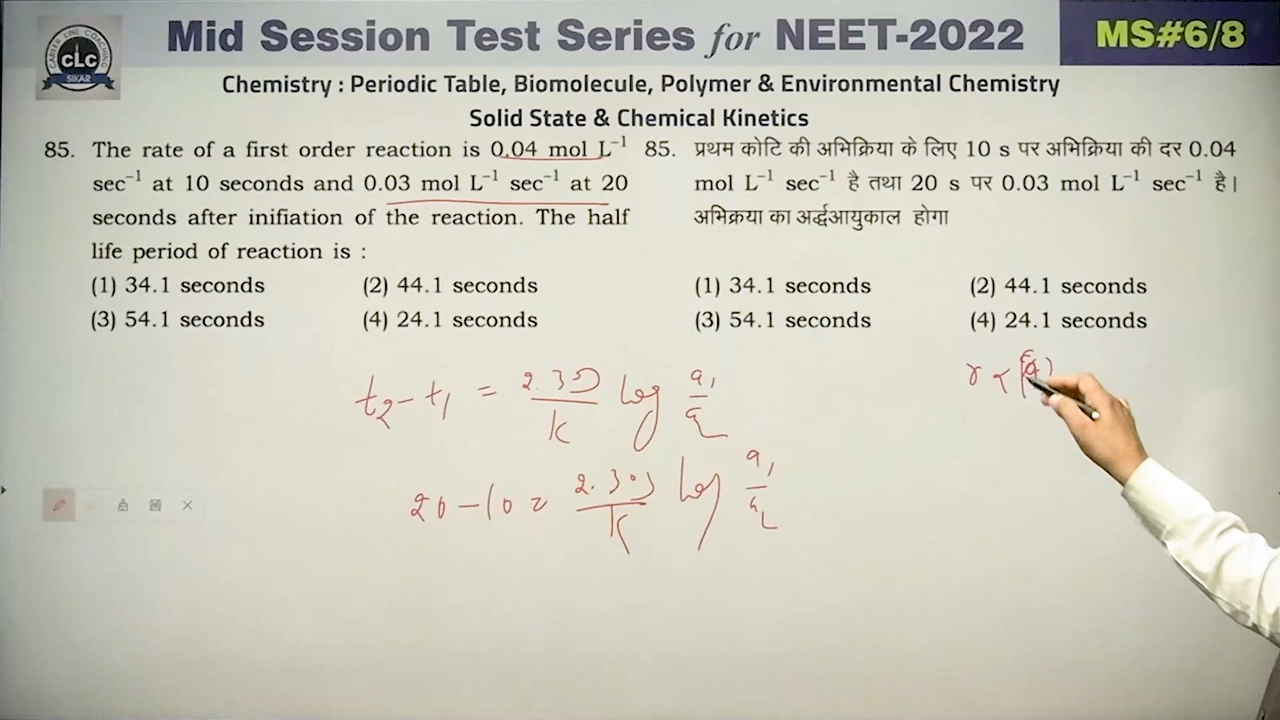 CAREER LINE COACHING
CLC
SIKAR
Mid Session Test Series for NEET-2022
MS#6/8
Chemistry : Periodic Table, Biomolecule, Polymer & Environmental Chemistry
Solid State & Chemical Kinetics
85. The rate of a first order reaction is 0.04 mol L⁻¹
sec⁻¹ at 10 seconds and 0.03 mol L⁻¹ sec⁻¹ at 20
seconds after inifiation of the reaction. The half
life period of reaction is :
(1) 34.1 seconds (2) 44.1 seconds
(3) 54.1 seconds (4) 24.1 seconds
85. प्रथम कोटि की अभिक्रिया के लिए 10 s पर अभिक्रिया की दर 0.04
mol L⁻¹ sec⁻¹ है तथा 20 s पर 0.03 mol L⁻¹ sec⁻¹ है।
अभिक्रया का अर्द्धआयुकाल होगा
(1) 34.1 seconds (2) 44.1 seconds
(3) 54.1 seconds (4) 24.1 seconds
t₂ - t₁ = 2.303/k log a₁/a₂
20 - 10 = 2.303/k log a₁/a₂